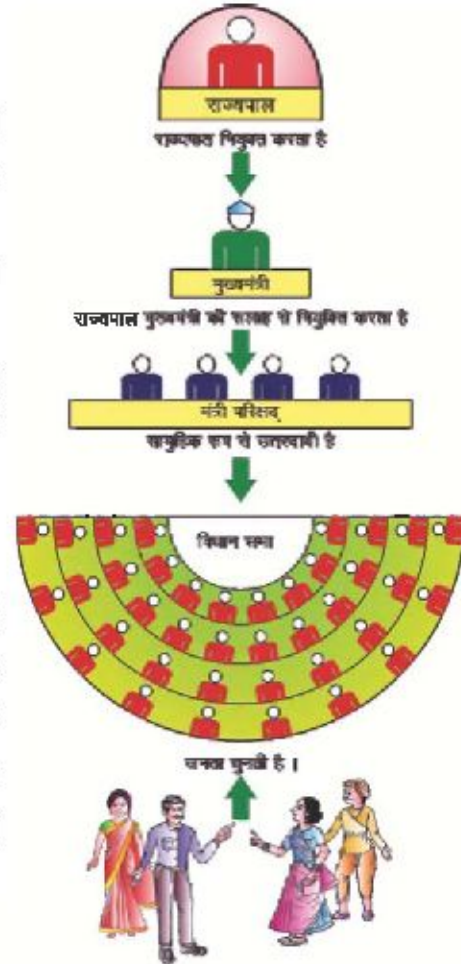 राज्यपाल
राज्यपाल नियुक्त करता है
मुख्यमंत्री
राज्यपाल मुख्यमंत्री की सलाह से नियुक्ति करता है
मंत्री परिषद्
सामुहिक रूप से उत्तरदायी है
विधान सभा
जनता चुनती है ।